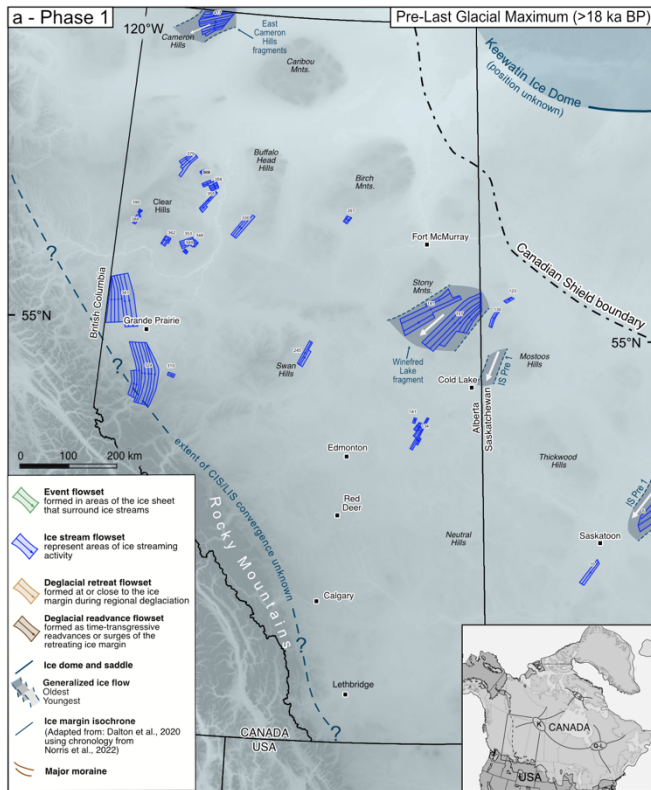 a - Phase 1
Pre-Last Glacial Maximum (>18 ka BP)
120°W
Cameron
Hills
East
Cameron
Hills
fragments
Caribou
Mnts.
Keewatin Ice Dome
(position unknown)
Buffalo
Head
Hills
Birch
Mnts.
Clear
Hills
Fort McMurray
Canadian Shield boundary
?
British Columbia
Stony
Mnts.
55°N
Grande Prairie
55°N
Winefred
Lake
fragment
Mostoos
Hills
IS Pre 1
Swan
Hills
Cold Lake
Alberta
Saskatchewan
?
0 100 200 km
Edmonton
Thickwood
Hills
IS Pre 1
extent of CIS/LIS convergence unknown
Rocky Mountains
Red
Deer
Neutral
Hills
Saskatoon
Calgary
?
Lethbridge
?
CANADA
USA
Event flowset
formed in areas of the ice sheet
that surround ice streams
Ice stream flowset
represent areas of ice streaming
activity
Deglacial retreat flowset
formed at or close to the ice
margin during regional deglaciation
Deglacial readvance flowset
formed as time-transgressive
readvances or surges of the
retreating ice margin
Ice dome and saddle
Generalized ice flow
Oldest
Youngest
Ice margin isochrone
(Adapted from: Dalton et al., 2020
using chronology from
Norris et al., 2022)
Major moraine
K
CANADA
Q-L
USA